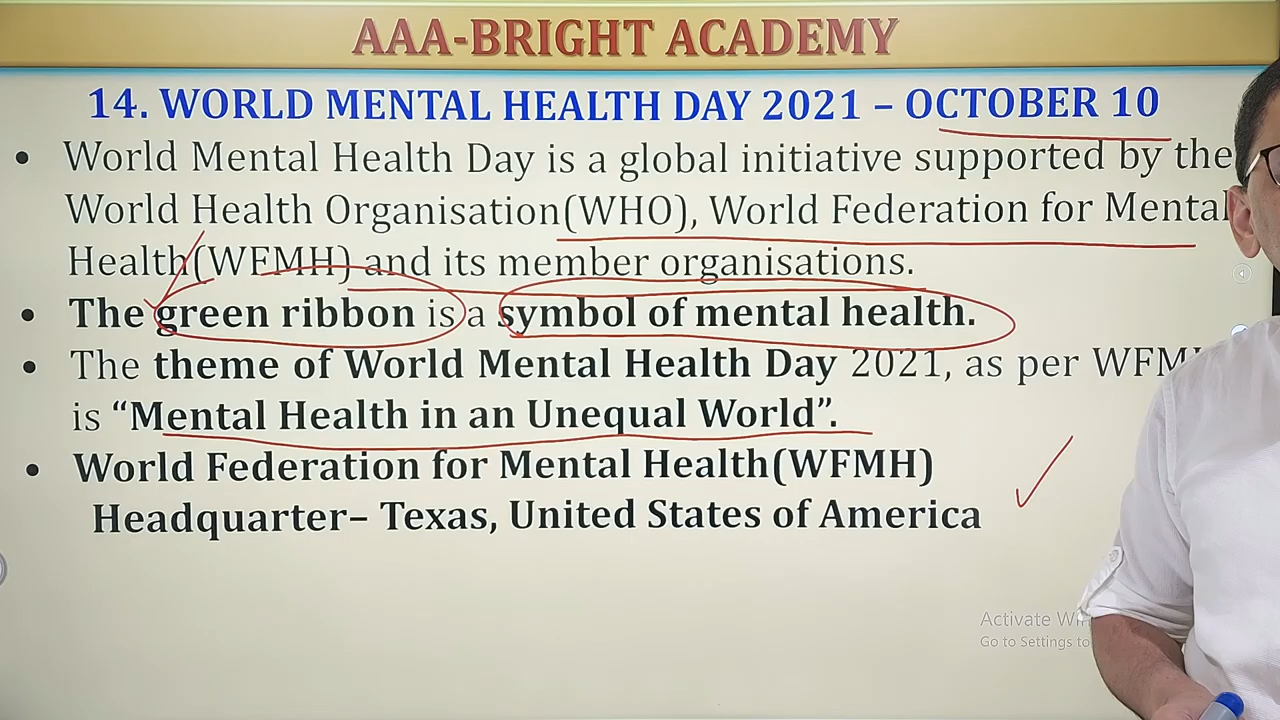 AAA-BRIGHT ACADEMY
14. WORLD MENTAL HEALTH DAY 2021 – OCTOBER 10
• World Mental Health Day is a global initiative supported by the
World Health Organisation(WHO), World Federation for Mental
Health(WFMH) and its member organisations.
• The green ribbon is a symbol of mental health.
• The theme of World Mental Health Day 2021, as per WFM
is “Mental Health in an Unequal World”.
• World Federation for Mental Health(WFMH)
Headquarter– Texas, United States of America
Activate Win
Go to Settings to